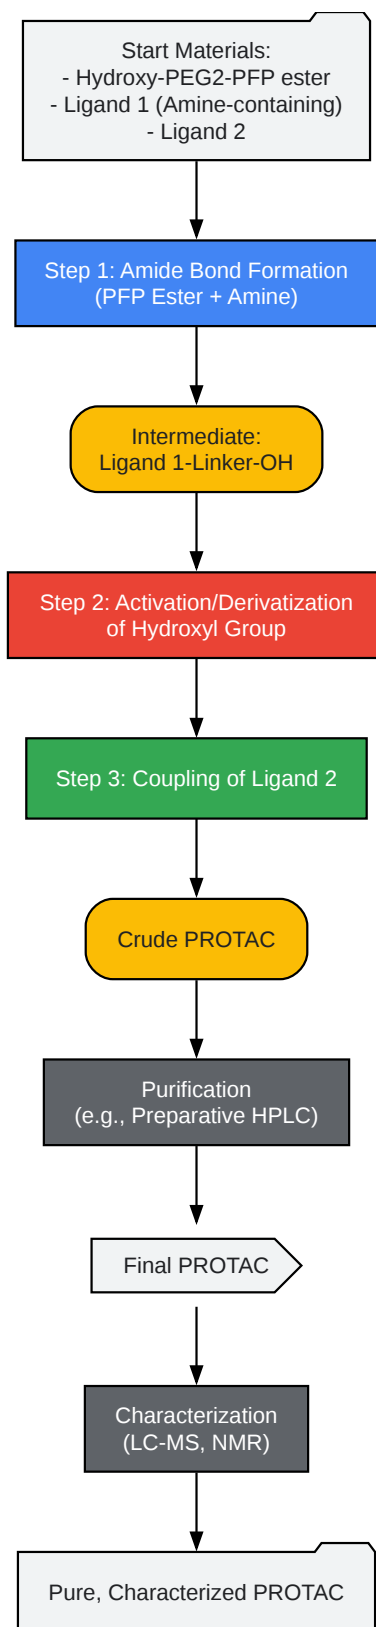 Start Materials:
- Hydroxy-PEG2-PFP ester
- Ligand 1 (Amine-containing)
- Ligand 2
Step 1: Amide Bond Formation
(PFP Ester + Amine)
Intermediate:
Ligand 1-Linker-OH
Step 2: Activation/Derivatization
of Hydroxyl Group
Step 3: Coupling of Ligand 2
Crude PROTAC
Purification
(e.g., Preparative HPLC)
Final PROTAC
Characterization
(LC-MS, NMR)
Pure, Characterized PROTAC